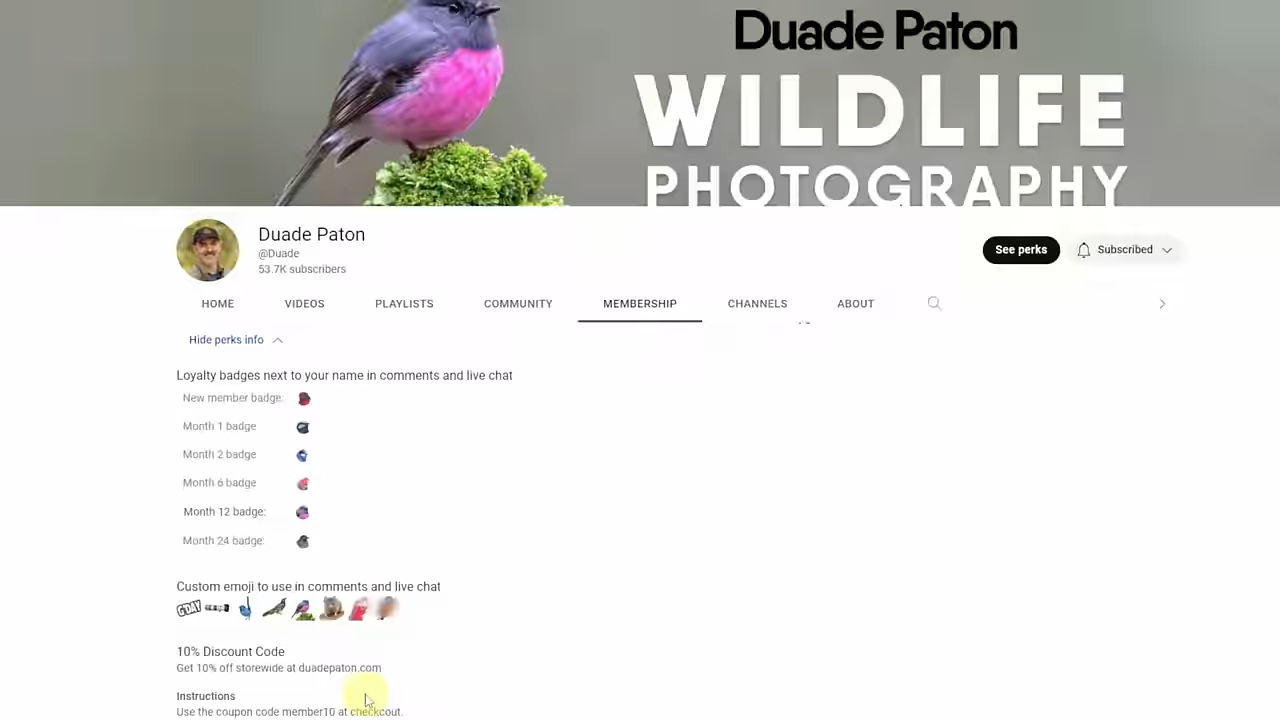 Duade Paton
WILDLIFE
PHOTOGRAPHY
Duade Paton
@Duade
53.7K subscribers
See perks
Subscribed
HOME VIDEOS PLAYLISTS COMMUNITY MEMBERSHIP CHANNELS ABOUT
Hide perks info
Loyalty badges next to your name in comments and live chat
New member badge:
Month 1 badge
Month 2 badge
Month 6 badge
Month 12 badge:
Month 24 badge:
Custom emoji to use in comments and live chat
G'DAY
10% Discount Code
Get 10% off storewide at duadepaton.com
Instructions
Use the coupon code member10 at checkout.